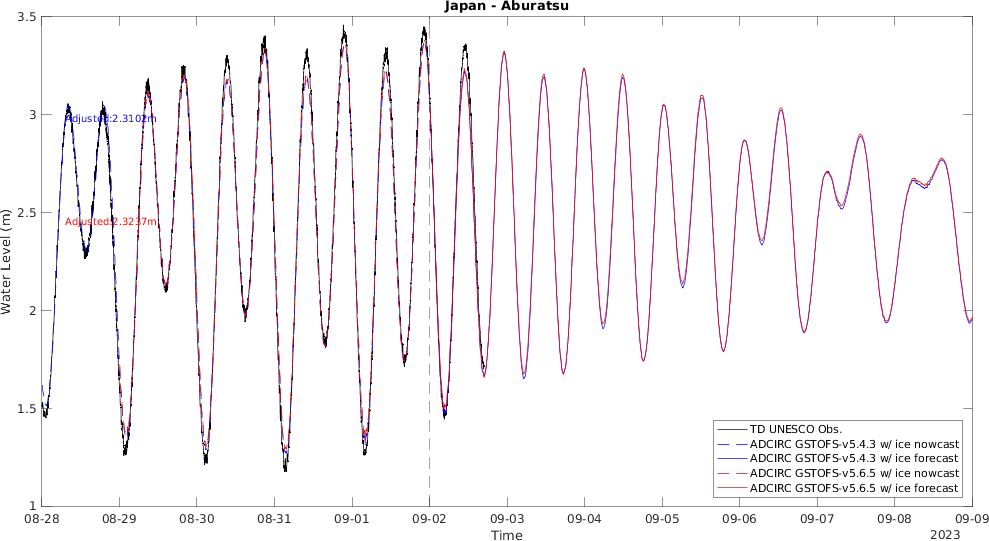 Japan - Aburatsu
Water Level (m)
3.5
3
2.5
2
1.5
1
Adjusted:2.3102m
Adjusted:2.3237m
TD UNESCO Obs.
ADCIRC GSTOFS-v5.4.3 w/ ice nowcast
ADCIRC GSTOFS-v5.4.3 w/ ice forecast
ADCIRC GSTOFS-v5.6.5 w/ ice nowcast
ADCIRC GSTOFS-v5.6.5 w/ ice forecast
08-28 08-29 08-30 08-31 09-01 09-02 09-03 09-04 09-05 09-06 09-07 09-08 09-09
Time
2023